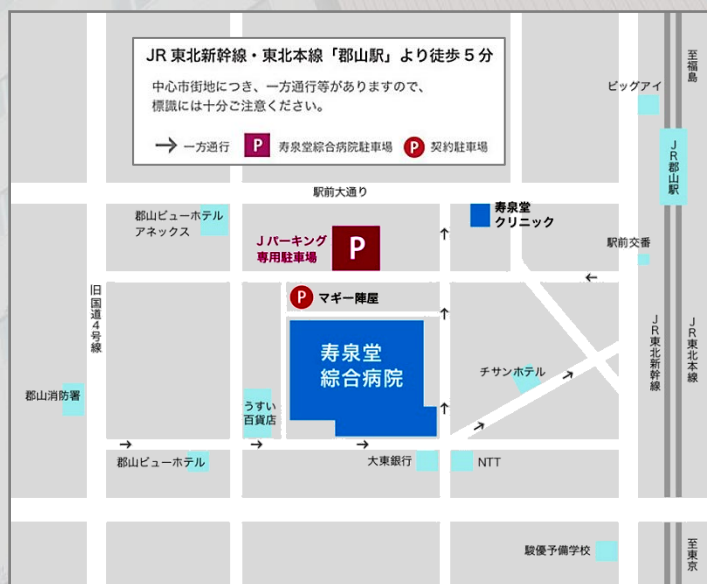 JR 東北新幹線・東北本線「郡山駅」より徒歩 5 分
中心市街地につき、一方通行等がありますので、
標識には十分ご注意ください。
→ 一方通行 P 寿泉堂綜合病院駐車場 P 契約駐車場
至福島
ビッグアイ
JR郡山駅
駅前大通り
郡山ビューホテル
アネックス
Jパーキング
専用駐車場
P
寿泉堂
クリニック
駅前交番
旧国道4号線
P マギー陣屋
JR東北新幹線
JR東北本線
寿泉堂
綜合病院
チサンホテル
郡山消防署
うすい
百貨店
郡山ビューホテル
大東銀行
NTT
駿優予備学校
至東京